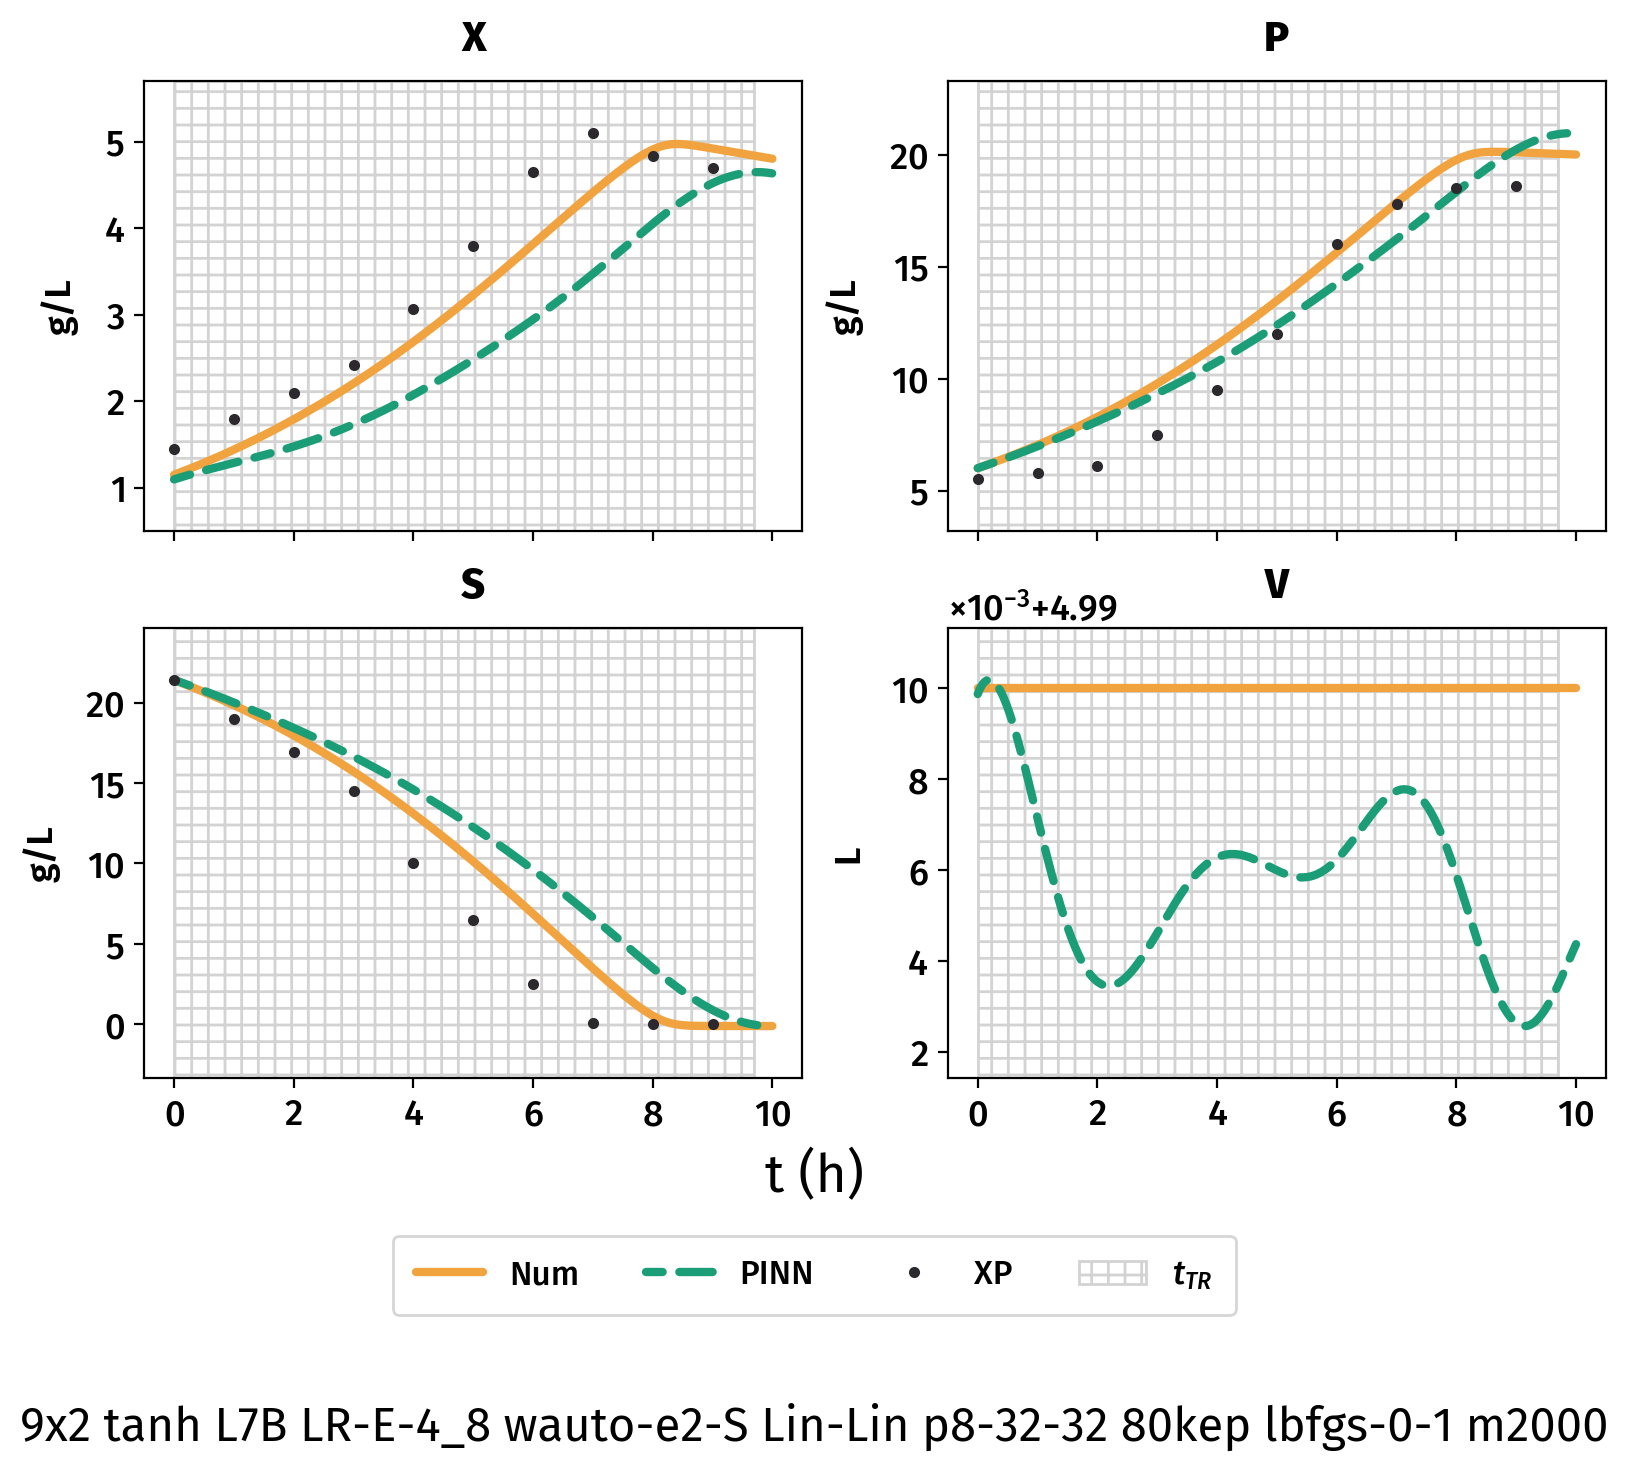 X
5
4
3
2
1
g/L
P
20
15
10
5
g/L
S
20
15
10
5
0
g/L
0 2 4 6 8 10
V
×10⁻³+4.99
10
8
6
4
2
L
0 2 4 6 8 10
t (h)
Num PINN XP t_TR
9x2 tanh L7B LR-E-4_8 wauto-e2-S Lin-Lin p8-32-32 80kep lbfgs-0-1 m2000